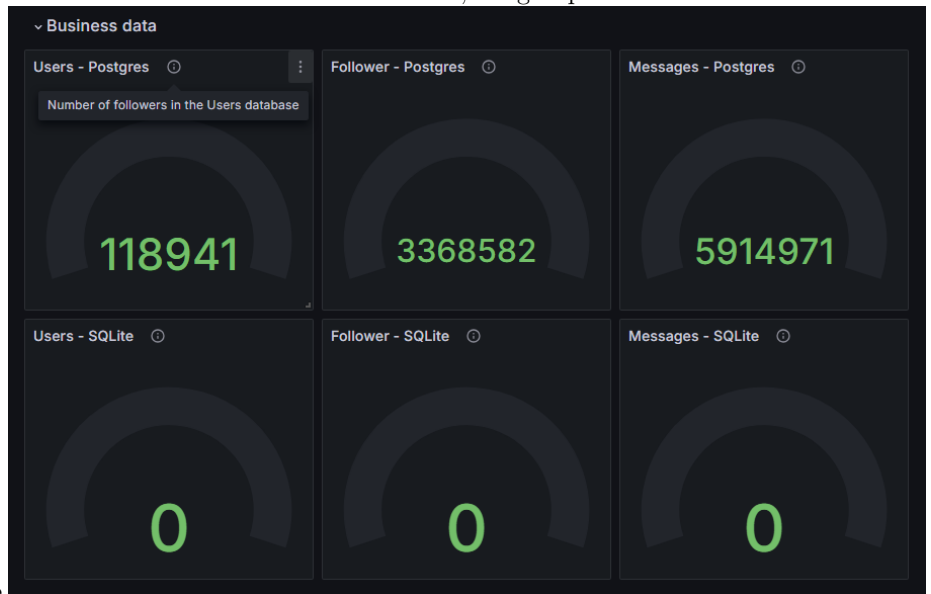 Business data
Users - Postgres
Follower - Postgres
Messages - Postgres
Number of followers in the Users database
118941
3368582
5914971
Users - SQLite
Follower - SQLite
Messages - SQLite
0
0
0